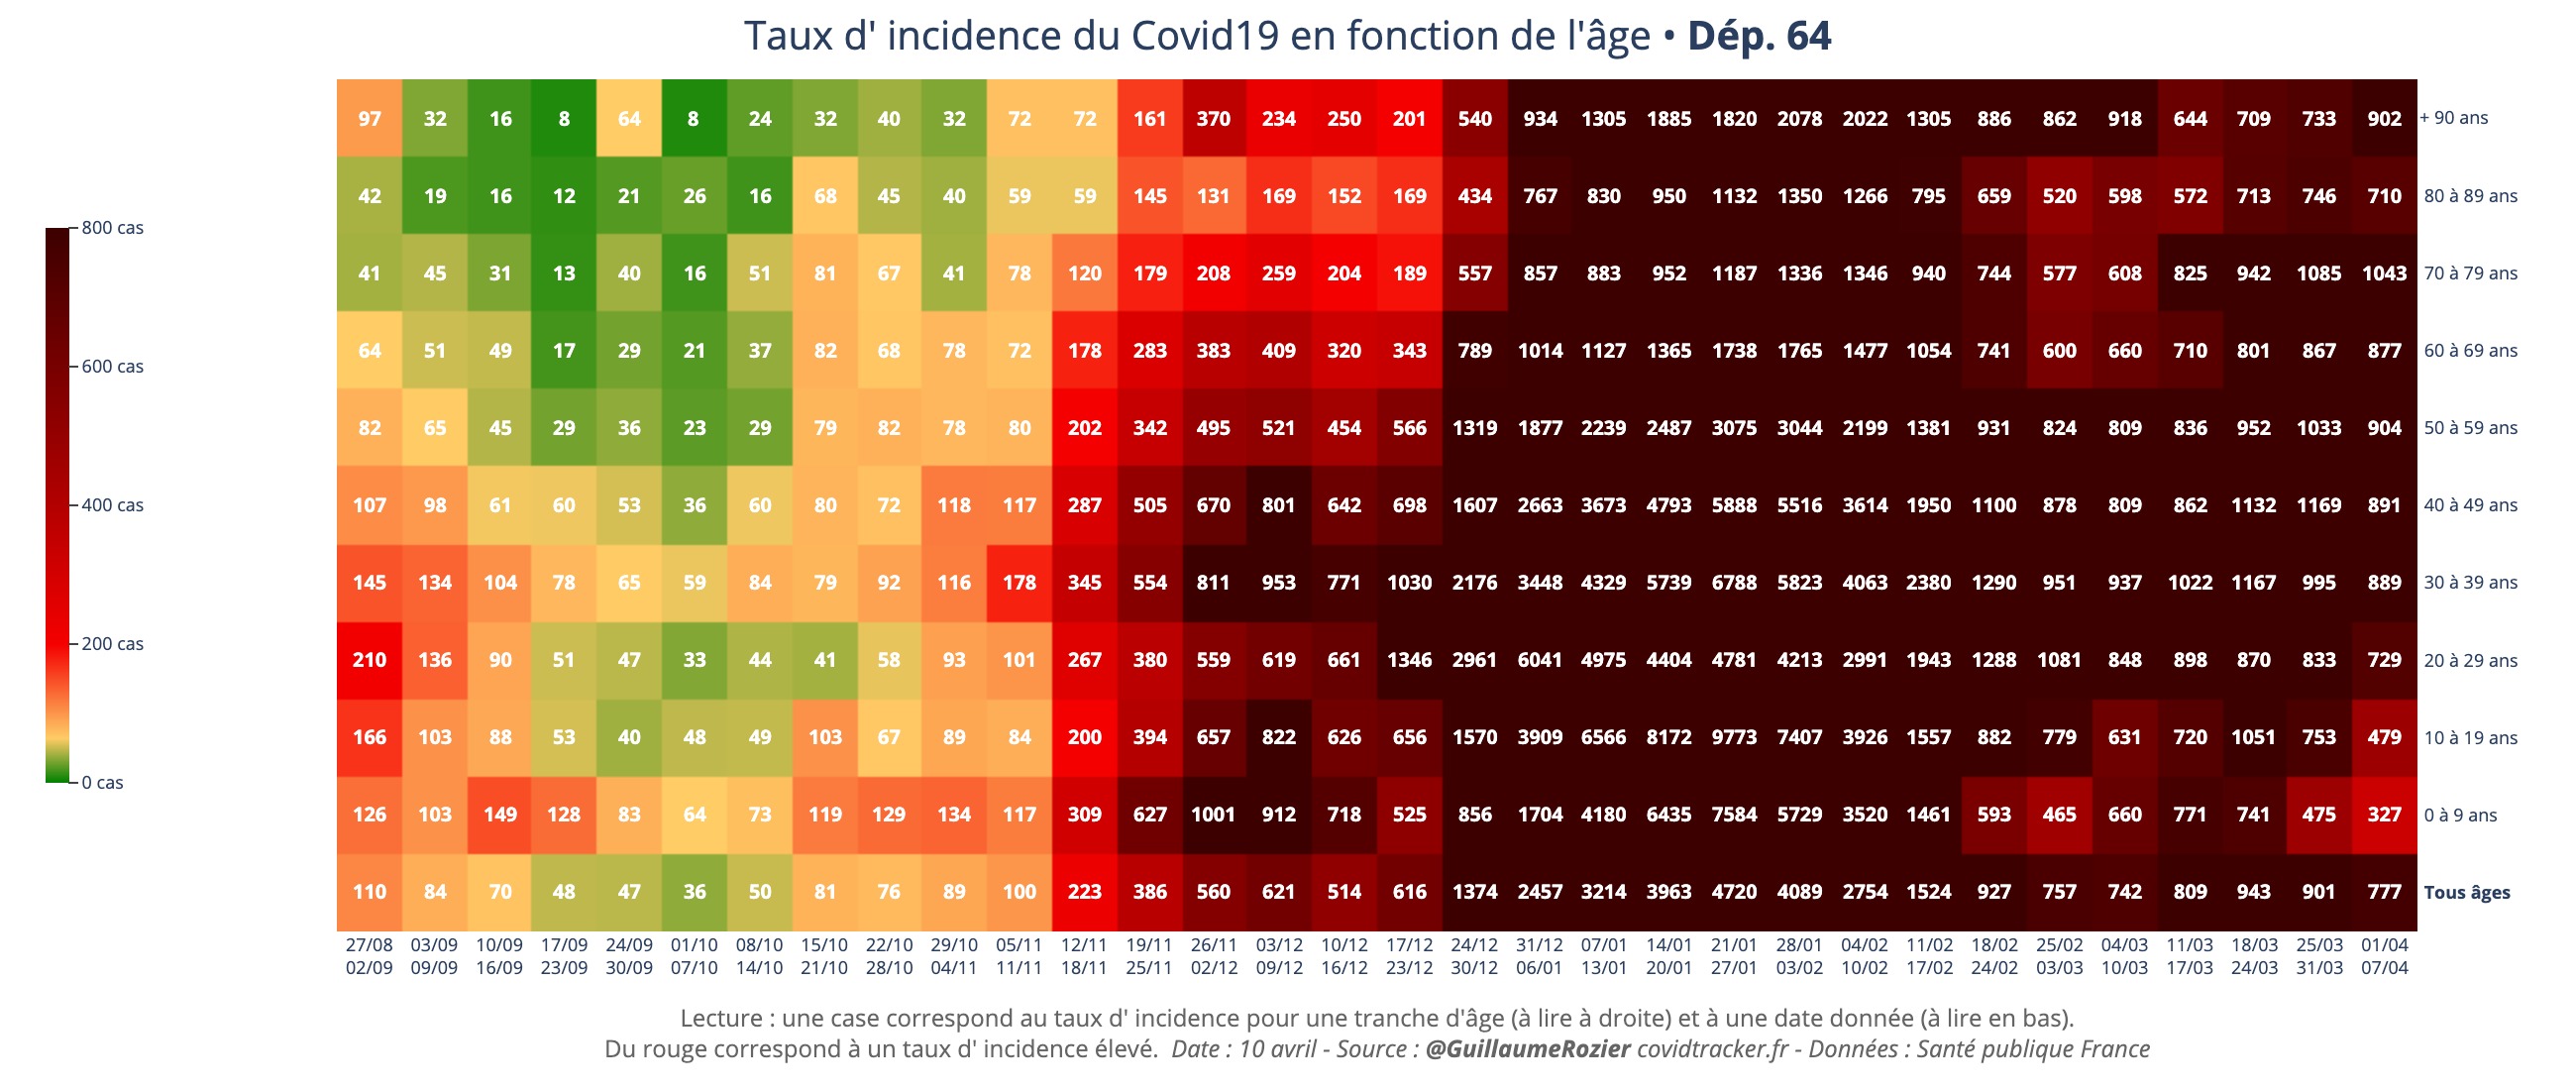 Taux d' incidence du Covid19 en fonction de l'âge • Dép. 64
800 cas
600 cas
400 cas
200 cas
0 cas
97 32 16 8 64 8 24 32 40 32 72 72 161 370 234 250 201 540 934 1305 1885 1820 2078 2022 1305 886 862 918 644 709 733 902 + 90 ans
42 19 16 12 21 26 16 68 45 40 59 59 145 131 169 152 169 434 767 830 950 1132 1350 1266 795 659 520 598 572 713 746 710 80 à 89 ans
41 45 31 13 40 16 51 81 67 41 78 120 179 208 259 204 189 557 857 883 952 1187 1336 1346 940 744 577 608 825 942 1085 1043 70 à 79 ans
64 51 49 17 29 21 37 82 68 78 72 178 283 383 409 320 343 789 1014 1127 1365 1738 1765 1477 1054 741 600 660 710 801 867 877 60 à 69 ans
82 65 45 29 36 23 29 79 82 78 80 202 342 495 521 454 566 1319 1877 2239 2487 3075 3044 2199 1381 931 824 809 836 952 1033 904 50 à 59 ans
107 98 61 60 53 36 60 80 72 118 117 287 505 670 801 642 698 1607 2663 3673 4793 5888 5516 3614 1950 1100 878 809 862 1132 1169 891 40 à 49 ans
145 134 104 78 65 59 84 79 92 116 178 345 554 811 953 771 1030 2176 3448 4329 5739 6788 5823 4063 2380 1290 951 937 1022 1167 995 889 30 à 39 ans
210 136 90 51 47 33 44 41 58 93 101 267 380 559 619 661 1346 2961 6041 4975 4404 4781 4213 2991 1943 1288 1081 848 898 870 833 729 20 à 29 ans
166 103 88 53 40 48 49 103 67 89 84 200 394 657 822 626 656 1570 3909 6566 8172 9773 7407 3926 1557 882 779 631 720 1051 753 479 10 à 19 ans
126 103 149 128 83 64 73 119 129 134 117 309 627 1001 912 718 525 856 1704 4180 6435 7584 5729 3520 1461 593 465 660 771 741 475 327 0 à 9 ans
110 84 70 48 47 36 50 81 76 89 100 223 386 560 621 514 616 1374 2457 3214 3963 4720 4089 2754 1524 927 757 742 809 943 901 777 Tous âges
27/08 03/09 10/09 17/09 24/09 01/10 08/10 15/10 22/10 29/10 05/11 12/11 19/11 26/11 03/12 10/12 17/12 24/12 31/12 07/01 14/01 21/01 28/01 04/02 11/02 18/02 25/02 04/03 11/03 18/03 25/03 01/04
02/09 09/09 16/09 23/09 30/09 07/10 14/10 21/10 28/10 04/11 11/11 18/11 25/11 02/12 09/12 16/12 23/12 30/12 06/01 13/01 20/01 27/01 03/02 10/02 17/02 24/02 03/03 10/03 17/03 24/03 31/03 07/04
Lecture : une case correspond au taux d' incidence pour une tranche d'âge (à lire à droite) et à une date donnée (à lire en bas).
Du rouge correspond à un taux d' incidence élevé. Date : 10 avril - Source : @GuillaumeRozier covidtracker.fr - Données : Santé publique France